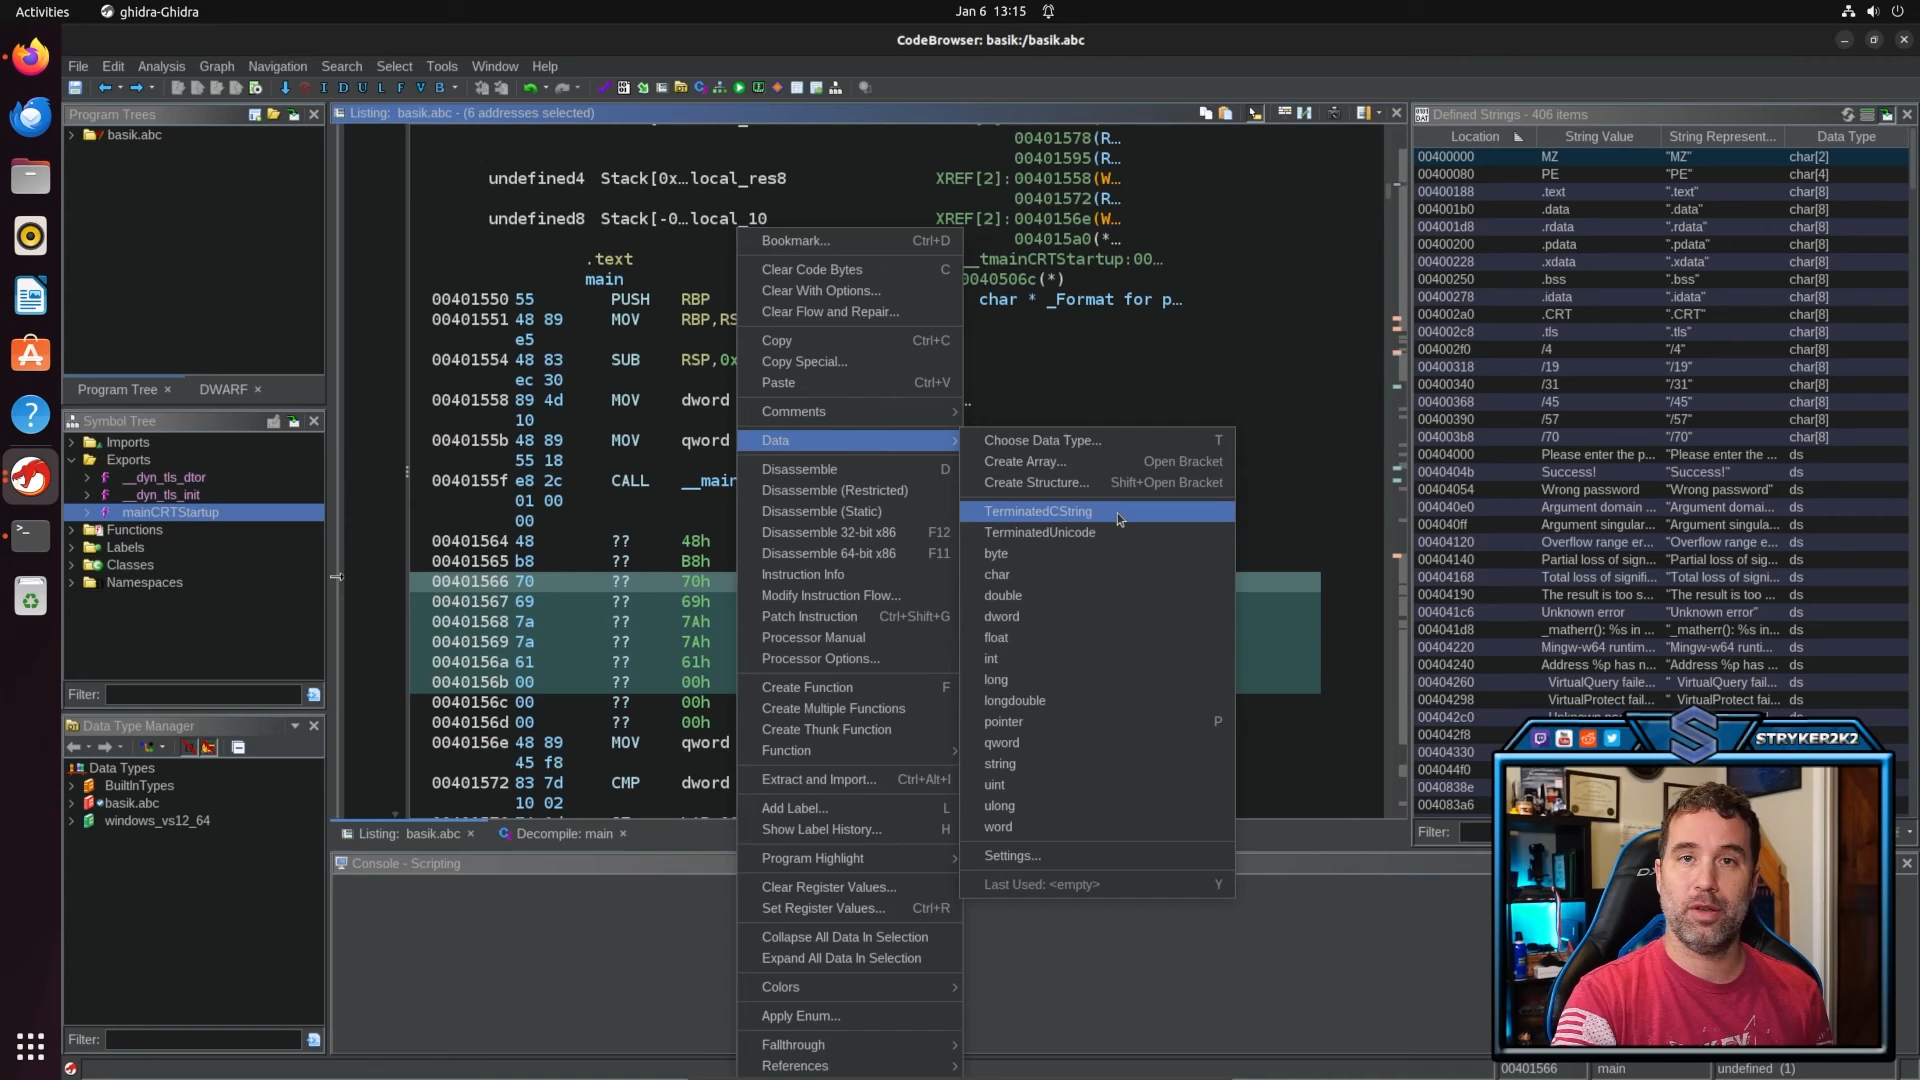 Activities
ghidra-Ghidra
Jan 6 13:15
CodeBrowser: basik:/basik.abc
File Edit Analysis Graph Navigation Search Select Tools Window Help
I D U L F V B
Program Trees
basik.abc
Program Tree ×
DWARF ×
Symbol Tree
Imports
Exports
__dyn_tls_dtor
__dyn_tls_init
mainCRTStartup
Functions
Labels
Classes
Namespaces
Filter:
Data Type Manager
Data Types
BuiltInTypes
basik.abc
windows_vs12_64
Filter:
Listing: basik.abc - (6 addresses selected)
00401578(R...
00401595(R...
undefined4 Stack[0x...local_res8 XREF[2]: 00401558(W...
00401572(R...
undefined8 Stack[-0...local_10 XREF[2]: 0040156e(W...
004015a0(*...
.text __tmainCRTStartup:00...
main 0040506c(*)
00401550 55 PUSH RBP char * _Format for p...
00401551 48 89 MOV
e5
00401554 48 83 SUB
ec 30
00401558 89 4d MOV dword
10
0040155b 48 89 MOV qword
55 18
0040155f e8 2c CALL __main
01 00
00
00401564 48 ?? 48h
00401565 b8 ?? B8h
00401566 70 ?? 70h
00401567 69 ?? 69h
00401568 7a ?? 7Ah
00401569 7a ?? 7Ah
0040156a 61 ?? 61h
0040156b 00 ?? 00h
0040156c 00 ?? 00h
0040156d 00 ?? 00h
0040156e 48 89 MOV qword
45 f8
00401572 83 7d CMP dword
10 02
Listing: basik.abc ×
Decompile: main ×
Console - Scripting
Bookmark... Ctrl+D
Clear Code Bytes C
Clear With Options...
Clear Flow and Repair...
Copy Ctrl+C
Copy Special...
Paste Ctrl+V
Comments
Data
Disassemble D
Disassemble (Restricted)
Disassemble (Static)
Disassemble 32-bit x86 F12
Disassemble 64-bit x86 F11
Instruction Info
Modify Instruction Flow...
Patch Instruction Ctrl+Shift+G
Processor Manual
Processor Options...
Create Function F
Create Multiple Functions
Create Thunk Function
Function
Extract and Import... Ctrl+Alt+I
Add Label... L
Show Label History... H
Program Highlight
Clear Register Values...
Set Register Values... Ctrl+R
Collapse All Data In Selection
Expand All Data In Selection
Colors
Apply Enum...
Fallthrough
References
Choose Data Type... T
Create Array... Open Bracket
Create Structure... Shift+Open Bracket
TerminatedCString
TerminatedUnicode
byte
char
double
dword
float
int
long
longdouble
pointer P
qword
string
uint
ulong
word
Settings...
Last Used: <empty> Y
Defined Strings - 406 items
Location String Value String Represent... Data Type
00400000 MZ "MZ" char[2]
00400080 PE "PE" char[4]
00400188 .text ".text" char[8]
004001b0 .data ".data" char[8]
004001d8 .rdata ".rdata" char[8]
00400200 .pdata ".pdata" char[8]
00400228 .xdata ".xdata" char[8]
00400250 .bss ".bss" char[8]
00400278 .idata ".idata" char[8]
004002a0 .CRT ".CRT" char[8]
004002c8 .tls ".tls" char[8]
004002f0 /4 "/4" char[8]
00400318 /19 "/19" char[8]
00400340 /31 "/31" char[8]
00400368 /45 "/45" char[8]
00400390 /57 "/57" char[8]
004003b8 /70 "/70" char[8]
00404000 Please enter the p... "Please enter the ... ds
0040404b Success! "Success!" ds
00404054 Wrong password "Wrong password" ds
004040e0 Argument domain ... "Argument domain ... ds
004040ff Argument singular... "Argument singular... ds
00404120 Overflow range er... "Overflow range er... ds
00404140 Partial loss of sign... "Partial loss of sign... ds
00404168 Total loss of signifi... "Total loss of signifi... ds
00404190 The result is too s... "The result is too ... ds
004041c6 Unknown error "Unknown error" ds
004041d8 _matherr(): %s in ... "_matherr(): %s in... ds
00404220 Mingw-w64 runtim... "Mingw-w64 runti... ds
00404240 Address %p has n... "Address %p has ... ds
00404260 VirtualQuery faile... " VirtualQuery fail... ds
00404298 VirtualProtect fail... " VirtualProtect fai... ds
004042c0
004042f8
00404330
004044f0
0040838e
004083a6
Filter:
STRYKER2K2
00401566 main undefined (1)